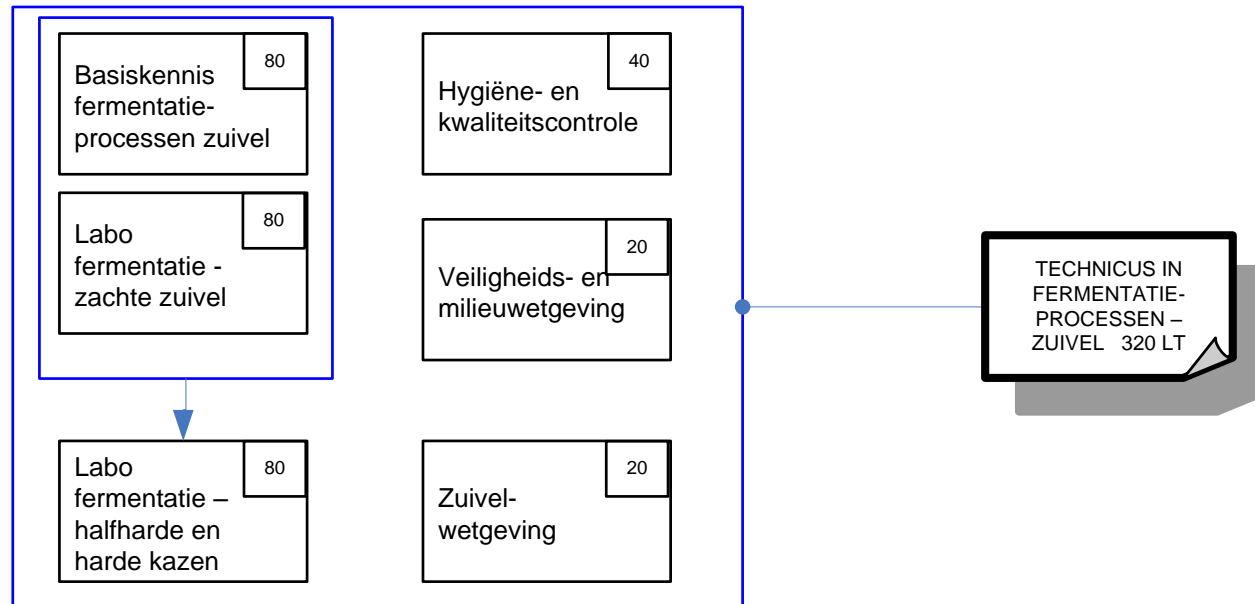 80
Basiskennis
fermentatie-
processen zuivel
80
Labo
fermentatie -
zachte zuivel
80
Labo
fermentatie –
halfharde en
harde kazen
40
Hygiëne- en
kwaliteitscontrole
20
Veiligheids- en
milieuwetgeving
20
Zuivel-
wetgeving
TECHNICUS IN
FERMENTATIE-
PROCESSEN –
ZUIVEL 320 LT